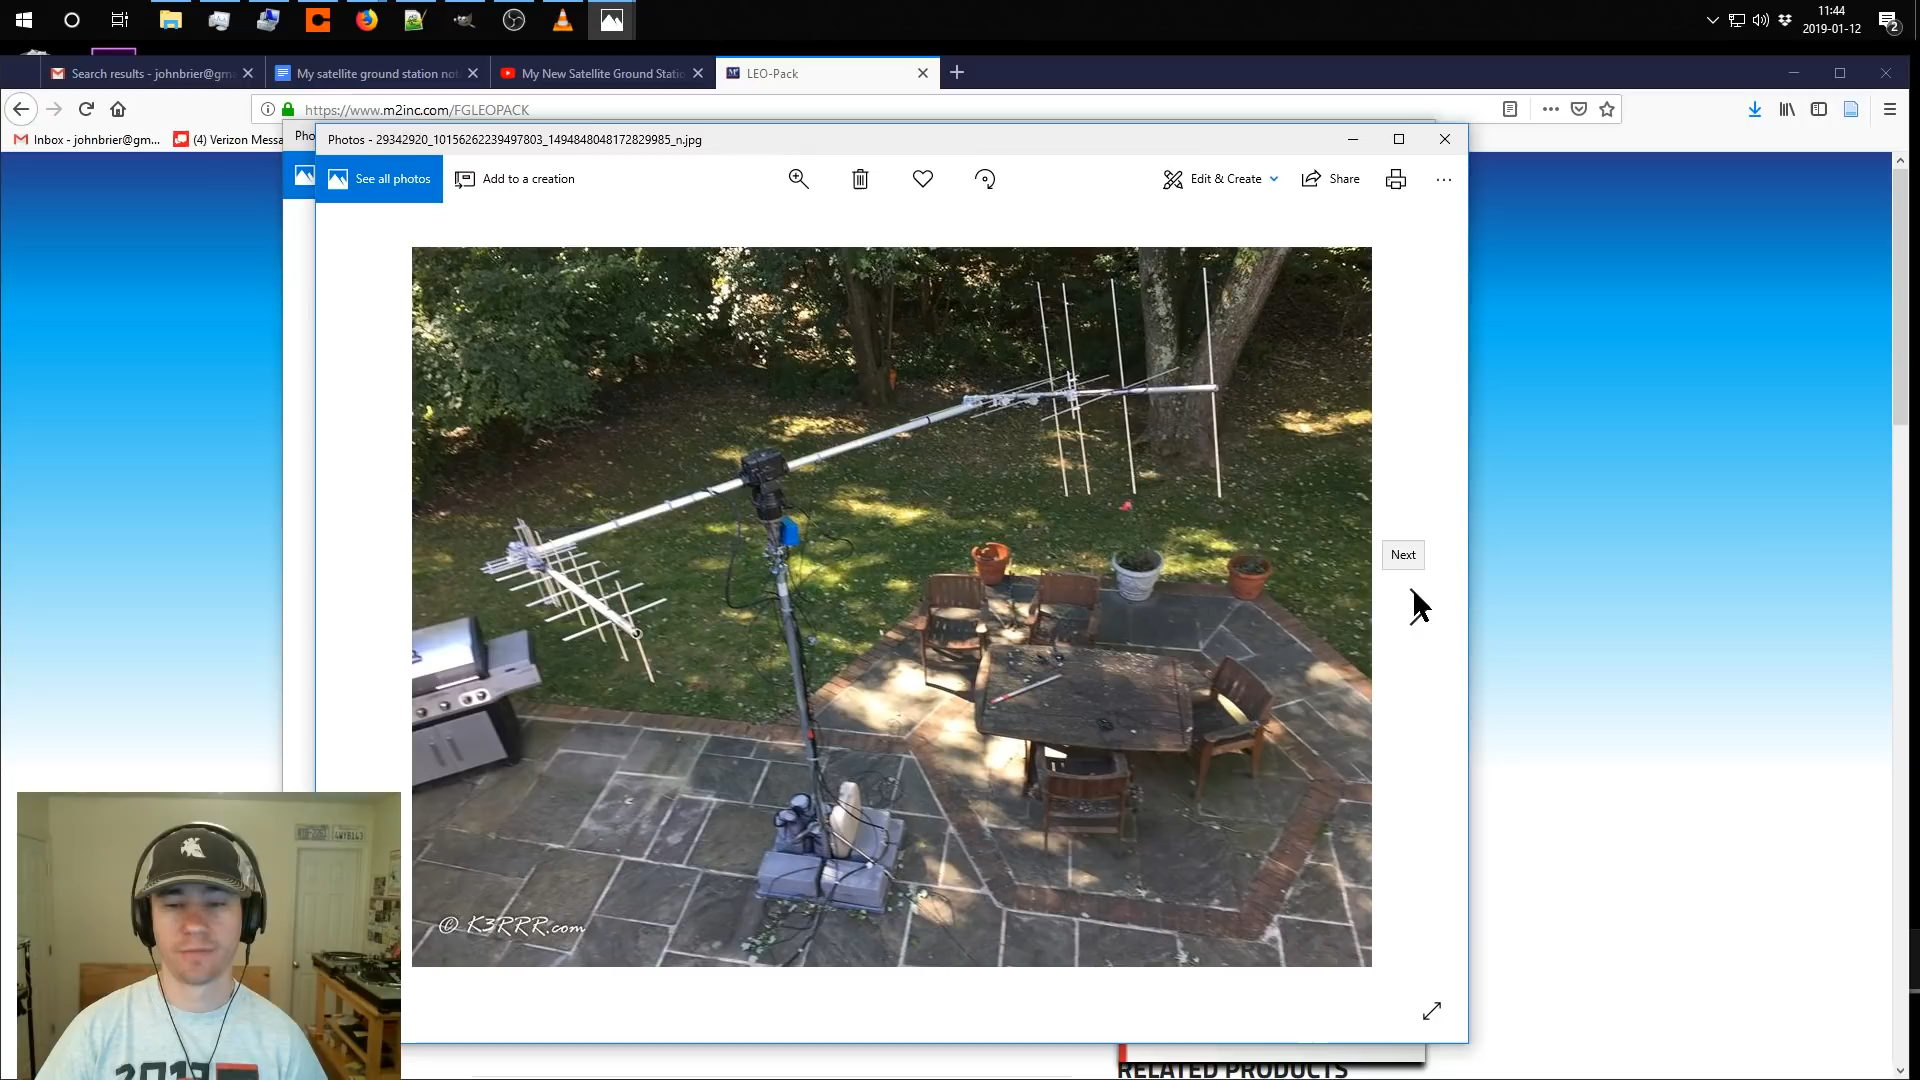 11:44
2019-01-12
2
Search results - johnbrier@gm
My satellite ground station not
My New Satellite Ground Statio
LEO-Pack
https://www.m2inc.com/FGLEOPACK
Inbox - johnbrier@gm...
(4) Verizon Messa
Pho
Photos - 29342920_10156262239497803_1494848048172829985_n.jpg
See all photos
Add to a creation
Edit & Create
Share
Next
© K3RRR.com
RELATED PRODUCTS